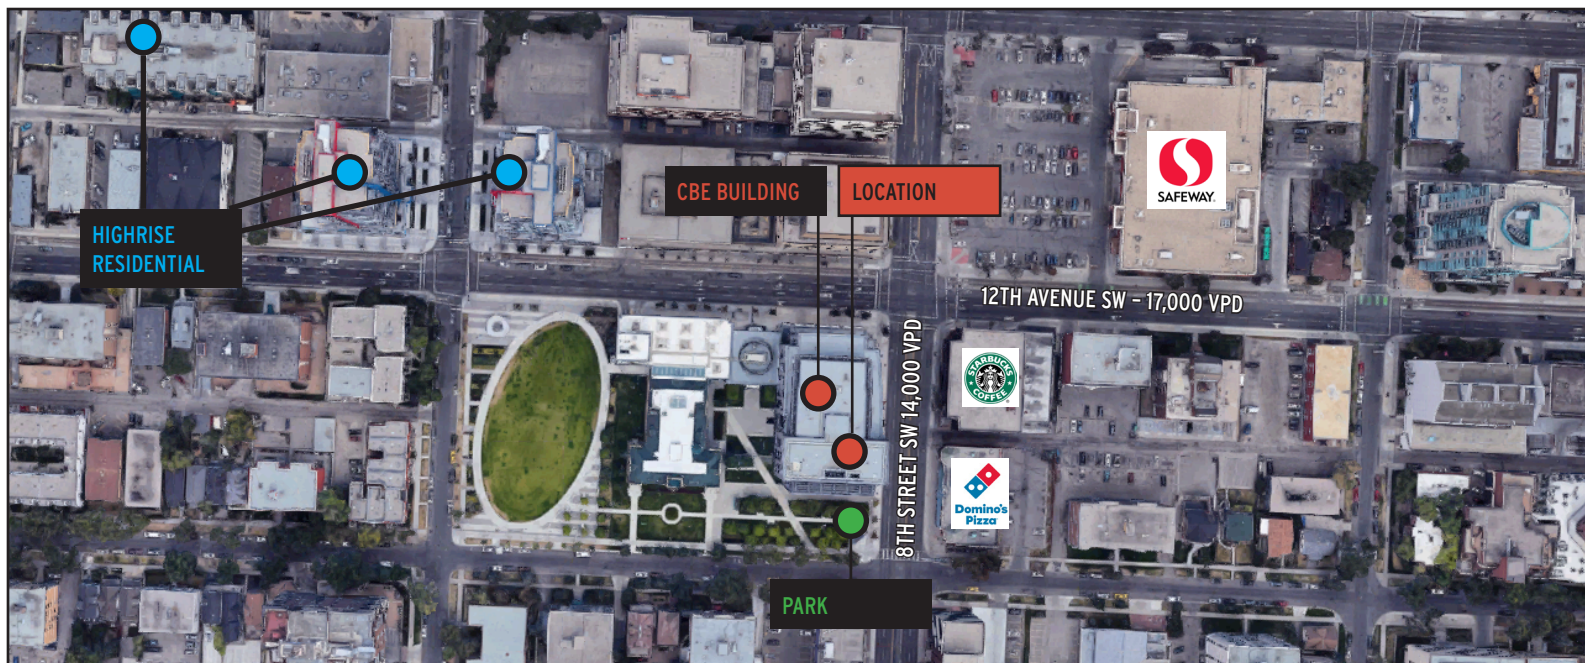 SAFEWAY
CBE BUILDING
LOCATION
HIGHRISE
RESIDENTIAL
12TH AVENUE SW – 17,000 VPD
8TH STREET SW 14,000 VPD
STARBUCKS
COFFEE
Domino's
Pizza
PARK